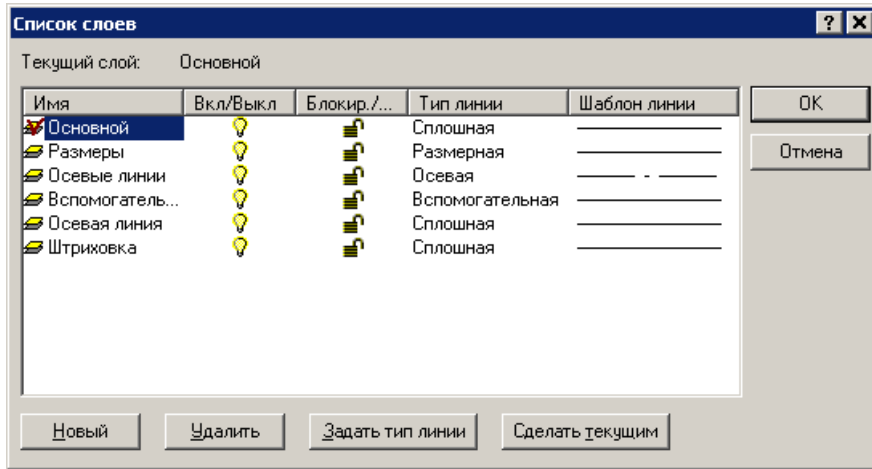 Список слоев
Текущий слой: Основной
Имя Вкл/Выкл Блокир./... Тип линии Шаблон линии
Основной Сплошная
Размеры Размерная
Осевые линии Осевая
Вспомогатель... Вспомогательная
Осевая линия Сплошная
Штриховка Сплошная
OK
Отмена
Новый Удалить Задать тип линии Сделать текущим